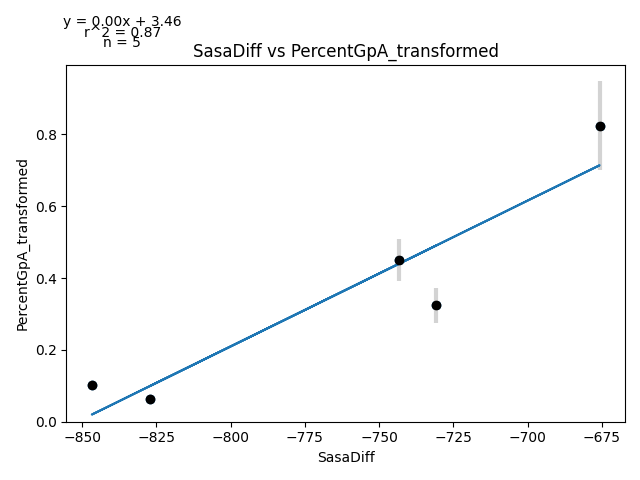 y = 0.00x + 3.46
r^2 = 0.87
n = 5
SasaDiff vs PercentGpA_transformed
PercentGpA_transformed
0.8
0.6
0.4
0.2
0.0
−850 −825 −800 −775 −750 −725 −700 −675
SasaDiff